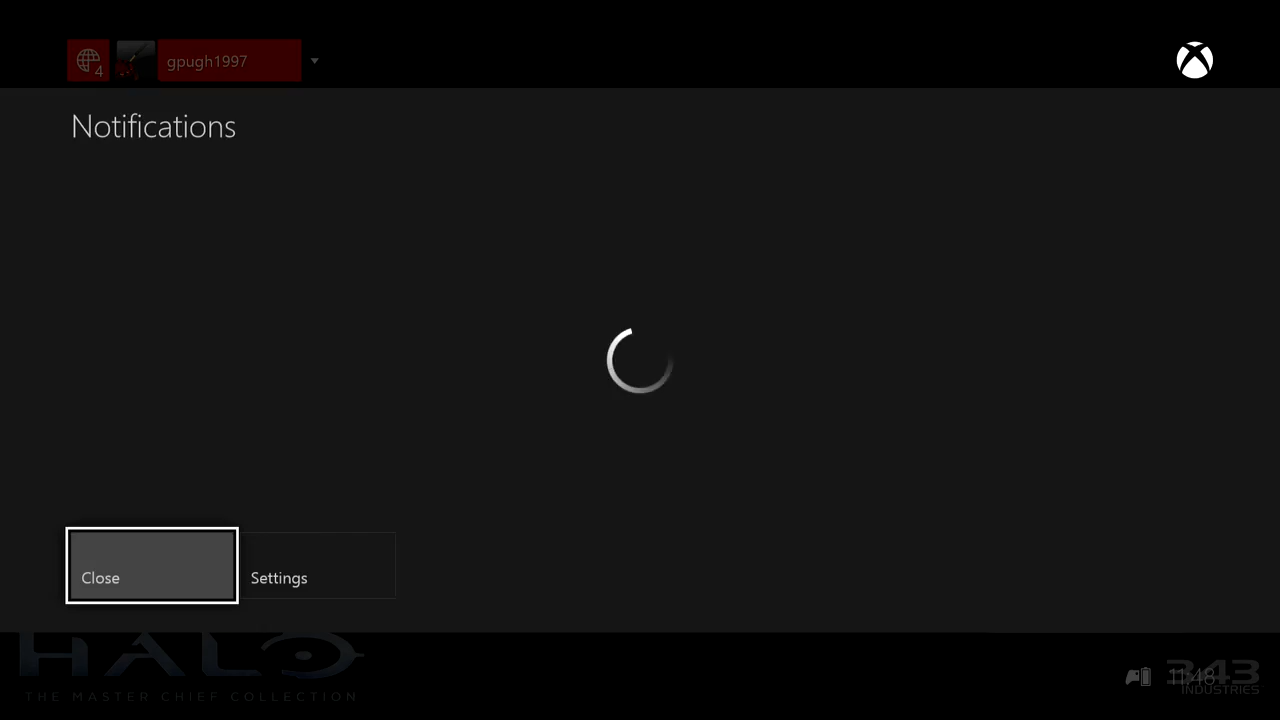 4
gpugh1997
Notifications
Close
Settings
HALO
THE MASTER CHIEF COLLECTION
11:48
343
INDUSTRIES